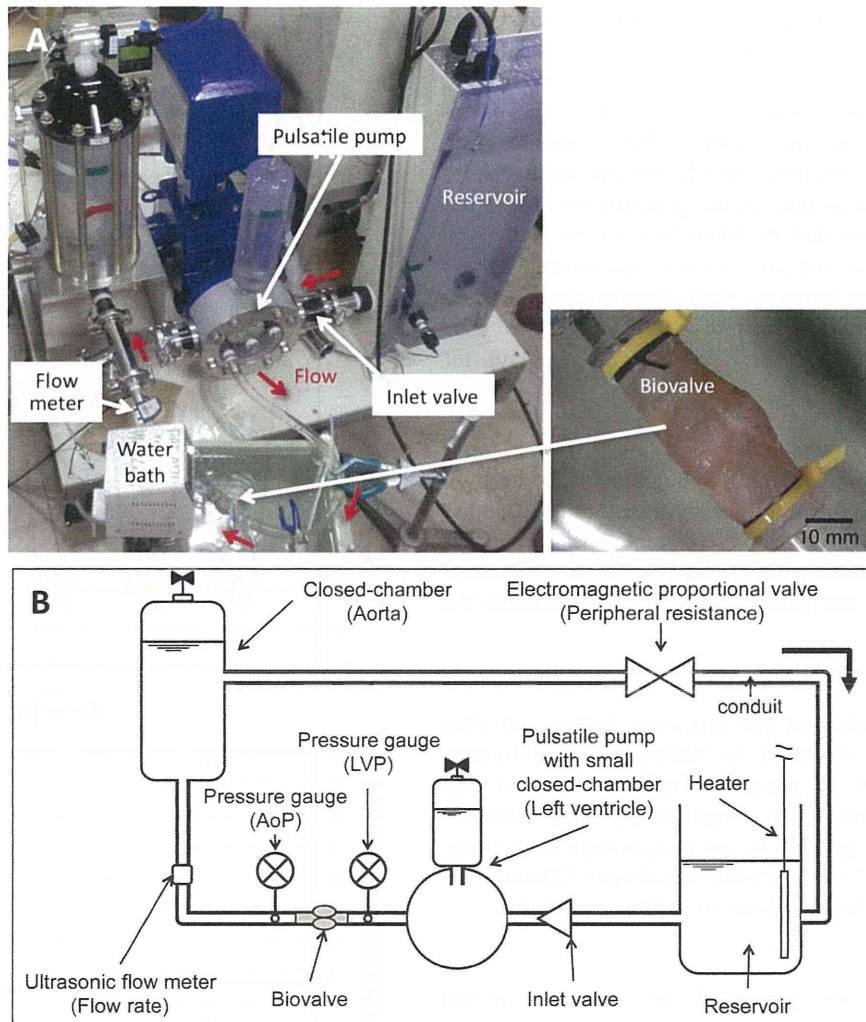 A
Pulsatile pump
Reservoir
Flow
Inlet valve
Flow
meter
Water
bath
Biovalve
10 mm
B
Closed-chamber
(Aorta)
Electromagnetic proportional valve
(Peripheral resistance)
conduit
Pulsatile pump
with small
closed-chamber
(Left ventricle)
Pressure gauge
(LVP)
Heater
Pressure gauge
(AoP)
Ultrasonic flow meter
(Flow rate)
Biovalve
Inlet valve
Reservoir